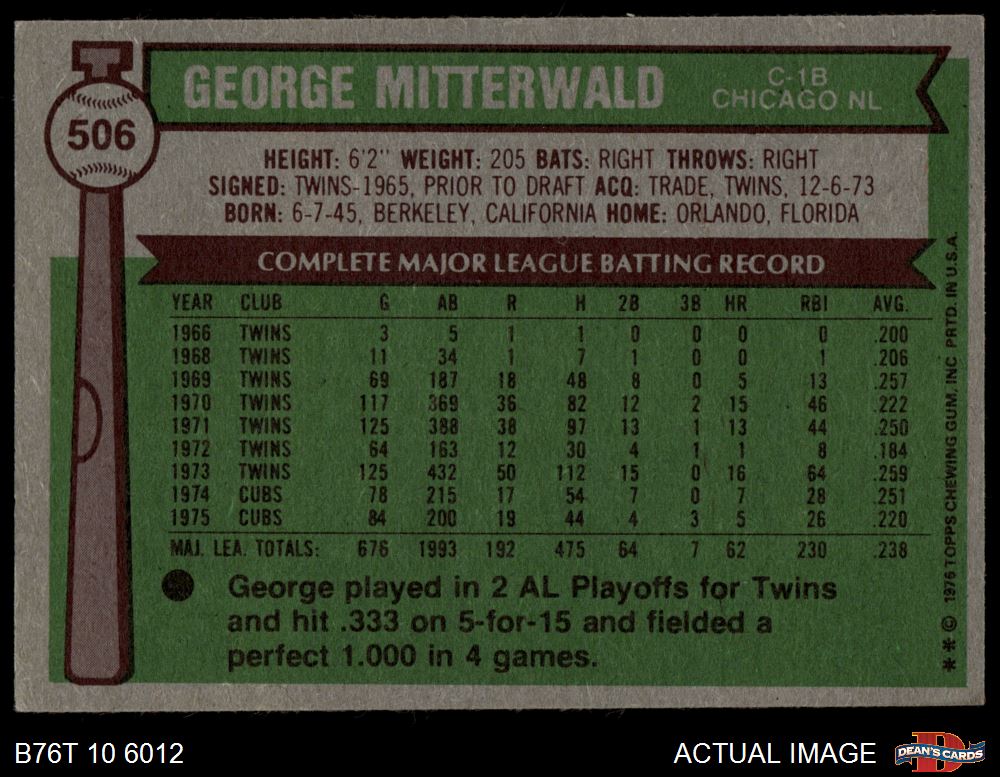 506
GEORGE MITTERWALD
C-1B
CHICAGO NL
HEIGHT: 6'2" WEIGHT: 205 BATS: RIGHT THROWS: RIGHT
SIGNED: TWINS-1965, PRIOR TO DRAFT ACQ: TRADE, TWINS, 12-6-73
BORN: 6-7-45, BERKELEY, CALIFORNIA HOME: ORLANDO, FLORIDA
COMPLETE MAJOR LEAGUE BATTING RECORD
YEAR CLUB G AB R H 2B 3B HR RBI AVG.
1966 TWINS 3 5 1 1 0 0 0 0 .200
1968 TWINS 11 34 1 7 1 0 0 1 .206
1969 TWINS 69 187 18 48 8 0 5 13 .257
1970 TWINS 117 369 36 82 12 2 15 46 .222
1971 TWINS 125 388 38 97 13 1 13 44 .250
1972 TWINS 64 163 12 30 4 1 1 8 .184
1973 TWINS 125 432 50 112 15 0 16 64 .259
1974 CUBS 78 215 17 54 7 0 7 28 .251
1975 CUBS 84 200 19 44 4 3 5 26 .220
MAJ. LEA. TOTALS: 676 1993 192 475 64 7 62 230 .238
George played in 2 AL Playoffs for Twins
and hit .333 on 5-for-15 and fielded a
perfect 1.000 in 4 games.
** © 1976 TOPPS CHEWING GUM, INC PRTD. IN U.S.A.
B76T 10 6012
ACTUAL IMAGE
DEAN'S CARDS